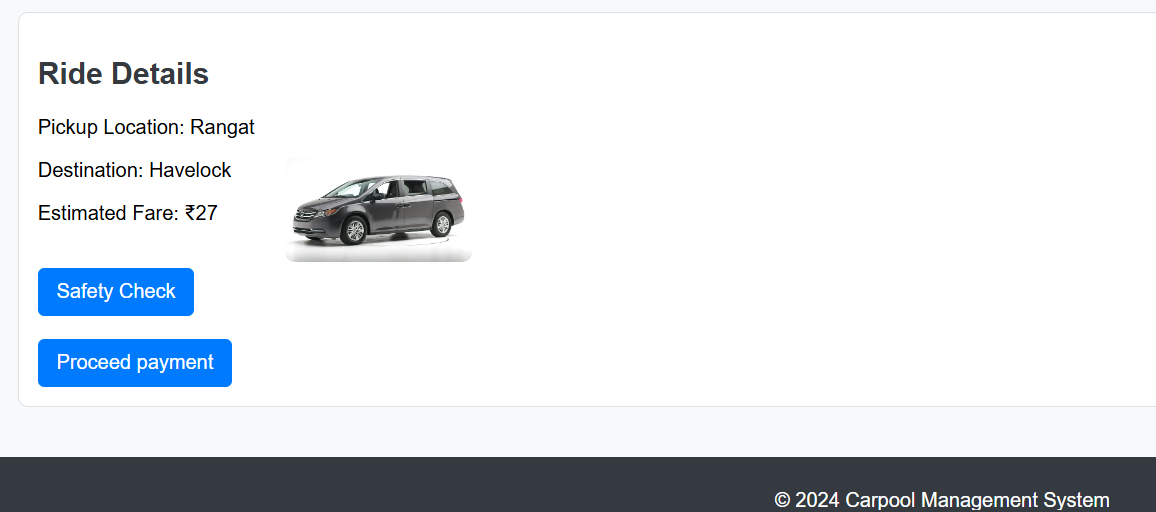 Ride Details
Pickup Location: Rangat
Destination: Havelock
Estimated Fare: ₹27
Safety Check
Proceed payment
© 2024 Carpool Management System